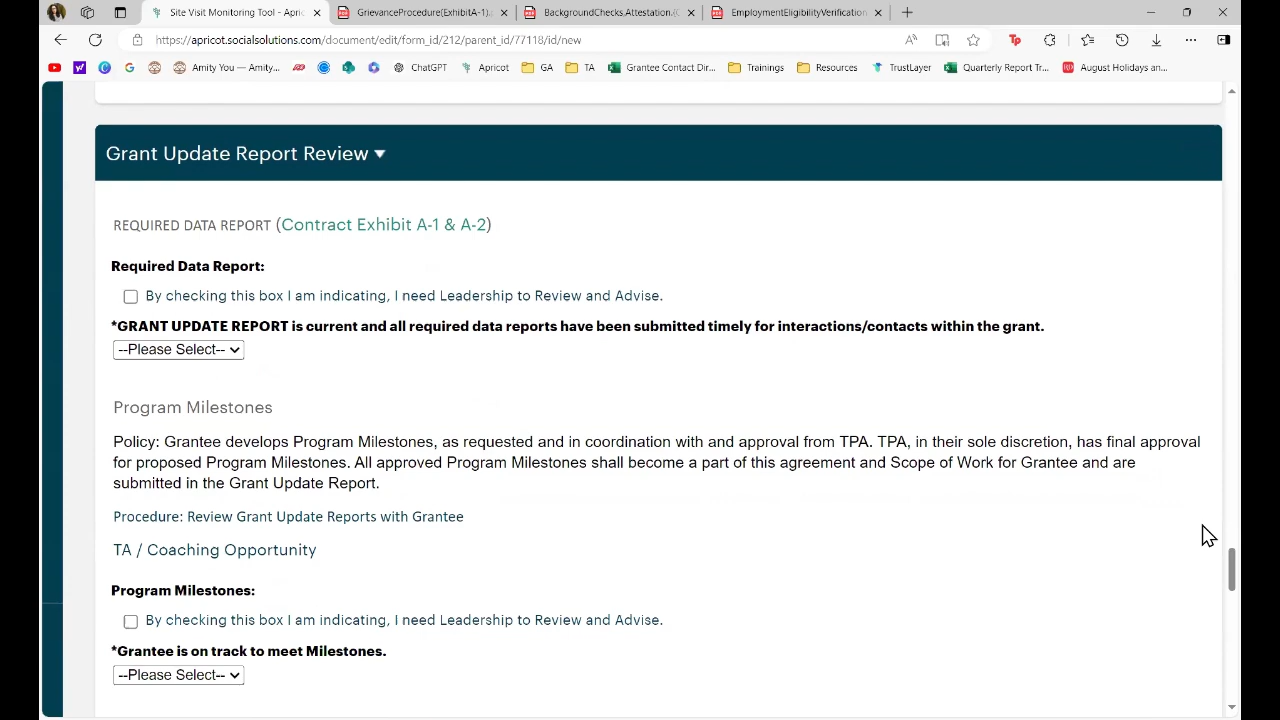 Site Visit Monitoring Tool - Apric
GrievanceProcedure(ExhibitA-1).
BackgroundChecks,Attestation.(C
EmploymentEligibilityVerification
https://apricot.socialsolutions.com/document/edit/form_id/212/parent_id/77118/id/new
Amity You — Amity...
ChatGPT
Apricot
GA
TA
Grantee Contact Dir...
Trainings
Resources
TrustLayer
Quarterly Report Tr...
August Holidays an...
Grant Update Report Review
REQUIRED DATA REPORT (Contract Exhibit A-1 & A-2)
Required Data Report:
By checking this box I am indicating, I need Leadership to Review and Advise.
*GRANT UPDATE REPORT is current and all required data reports have been submitted timely for interactions/contacts within the grant.
--Please Select--
Program Milestones
Policy: Grantee develops Program Milestones, as requested and in coordination with and approval from TPA. TPA, in their sole discretion, has final approval
for proposed Program Milestones. All approved Program Milestones shall become a part of this agreement and Scope of Work for Grantee and are
submitted in the Grant Update Report.
Procedure: Review Grant Update Reports with Grantee
TA / Coaching Opportunity
Program Milestones:
By checking this box I am indicating, I need Leadership to Review and Advise.
*Grantee is on track to meet Milestones.
--Please Select--